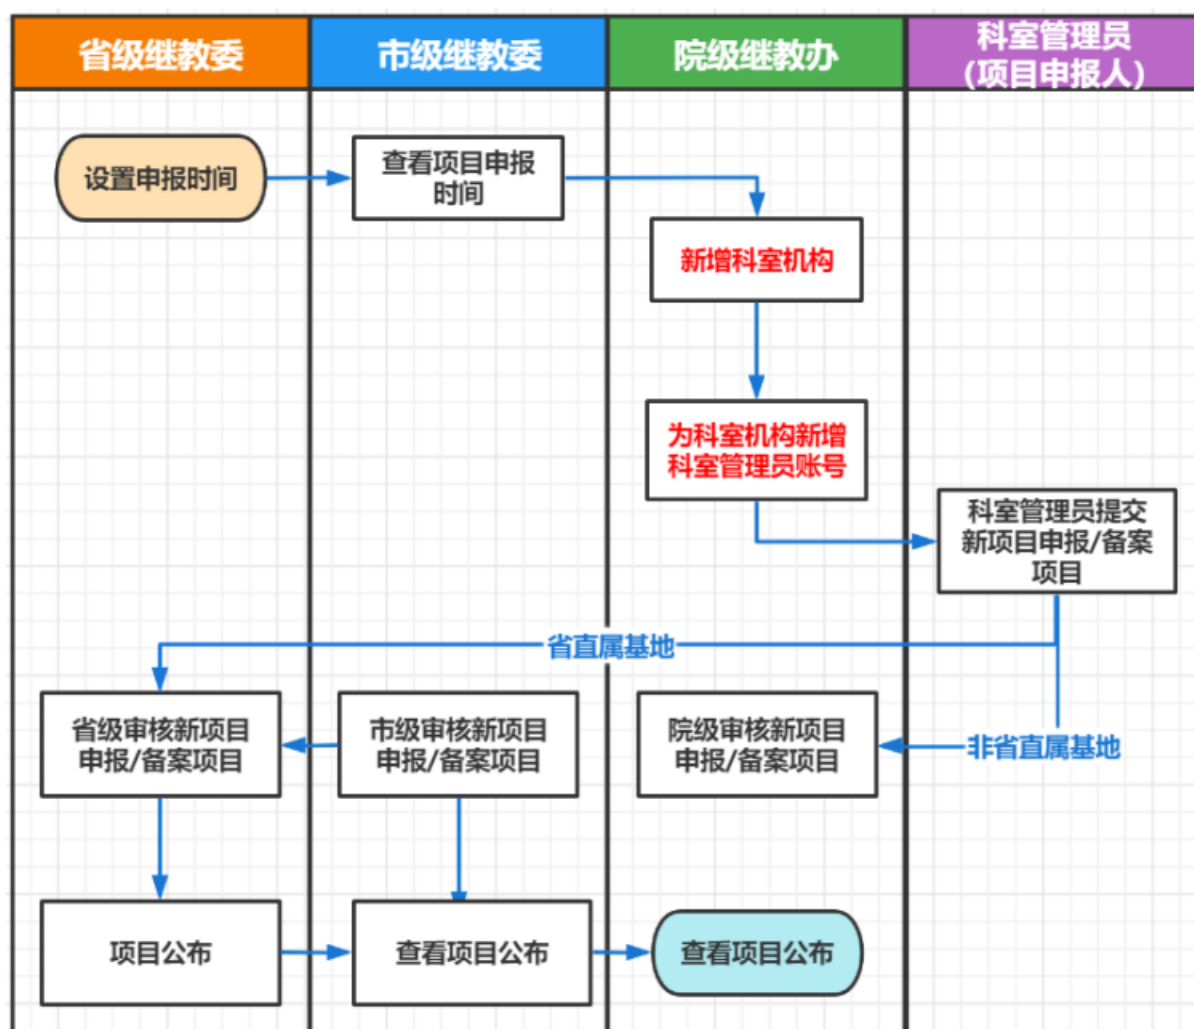 省级继教委
市级继教委
院级继教办
科室管理员
(项目申报人)
设置申报时间
查看项目申报
时间
新增科室机构
为科室机构新增
科室管理员账号
科室管理员提交
新项目申报/备案
项目
省直属基地
省级审核新项目
申报/备案项目
市级审核新项目
申报/备案项目
院级审核新项目
申报/备案项目
非省直属基地
项目公布
查看项目公布
查看项目公布